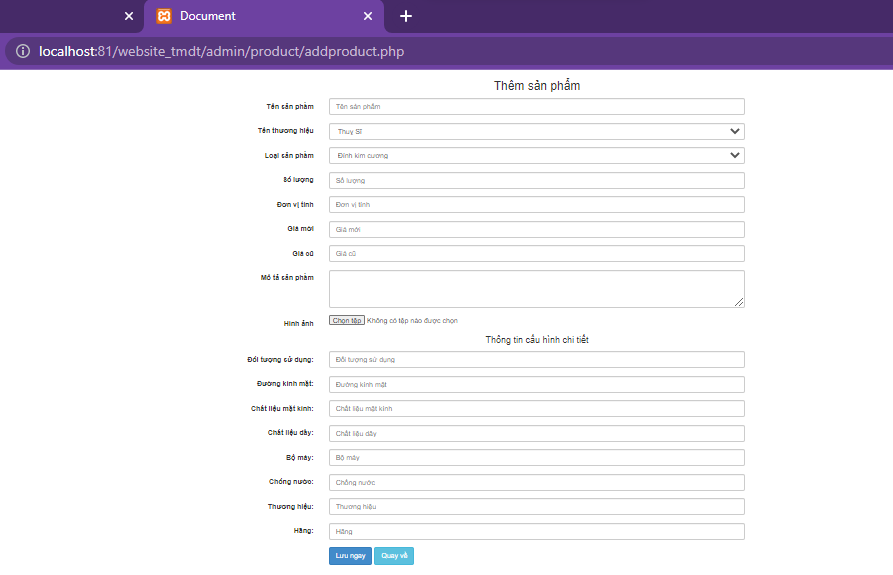 Document
localhost:81/website_tmdt/admin/product/addproduct.php
Thêm sản phẩm
Tên sản phẩm Tên sản phẩm
Tên thương hiệu Thuỵ Sĩ
Loại sản phẩm Đính kim cương
Số lượng Số lượng
Đơn vị tính Đơn vị tính
Giá mới Giá mới
Giá cũ Giá cũ
Mô tả sản phẩm
Hình ảnh Chọn tệp Không có tệp nào được chọn
Thông tin cấu hình chi tiết
Đối tượng sử dụng: Đối tượng sử dụng
Đường kính mặt: Đường kính mặt
Chất liệu mặt kính: Chất liệu mặt kính
Chất liệu dây: Chất liệu dây
Bộ máy: Bộ máy
Chống nước: Chống nước
Thương hiệu: Thương hiệu
Hãng: Hãng
Lưu ngay Quay về